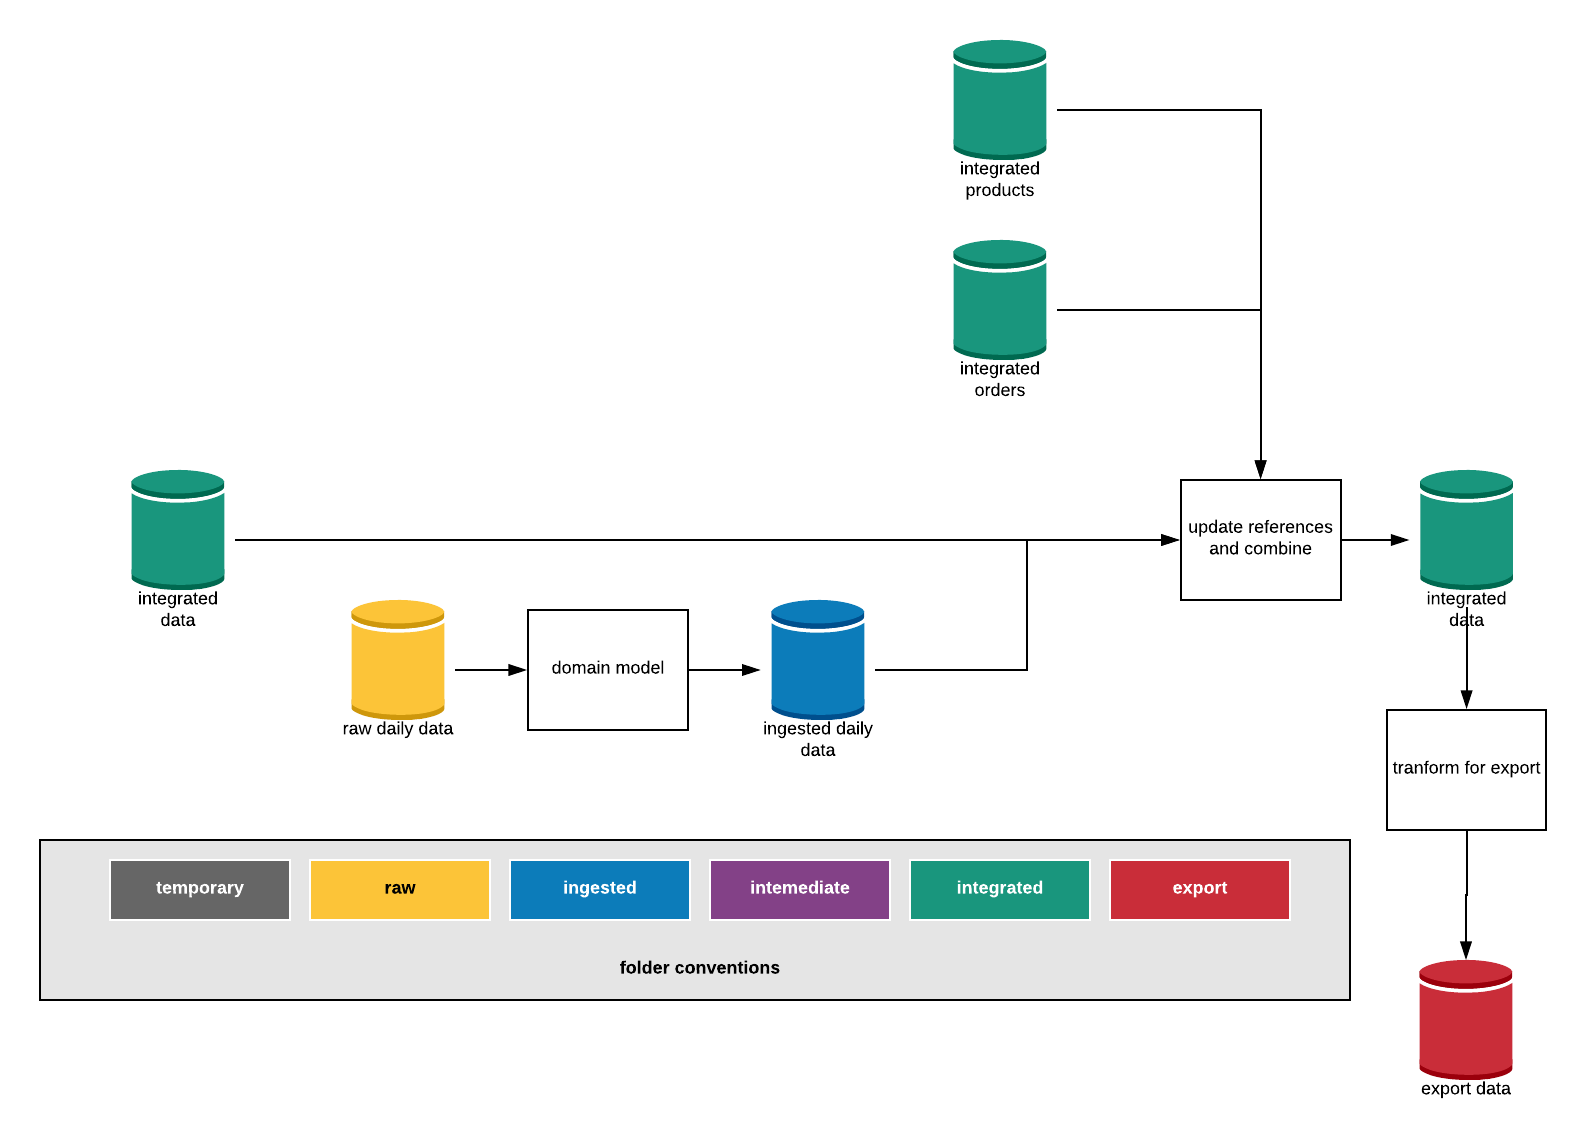 integrated
products
integrated
orders
update references
and combine
integrated
data
integrated
data
domain model
raw daily data
ingested daily
data
tranform for export
temporary
raw
ingested
intemediate
integrated
export
folder conventions
export data